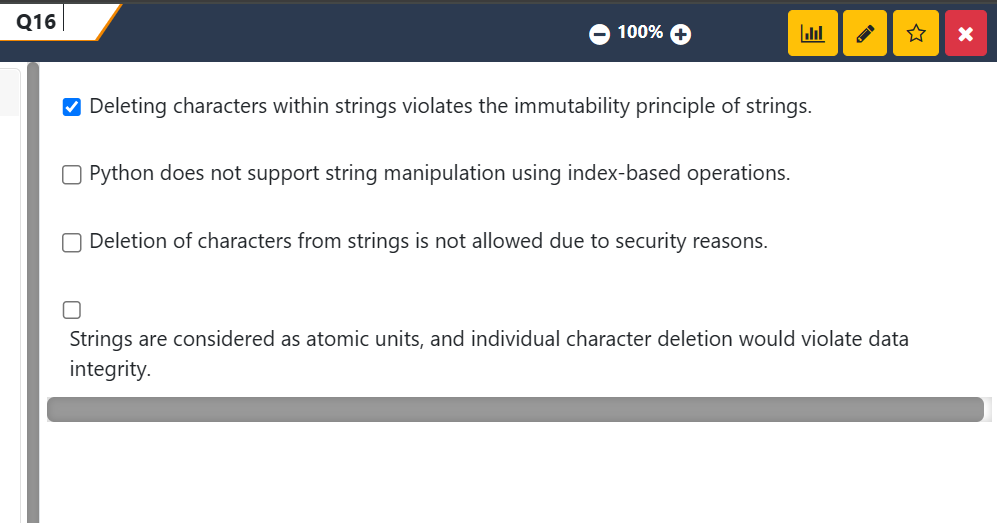 Q16
100%
Deleting characters within strings violates the immutability principle of strings.
Python does not support string manipulation using index-based operations.
Deletion of characters from strings is not allowed due to security reasons.
Strings are considered as atomic units, and individual character deletion would violate data
integrity.